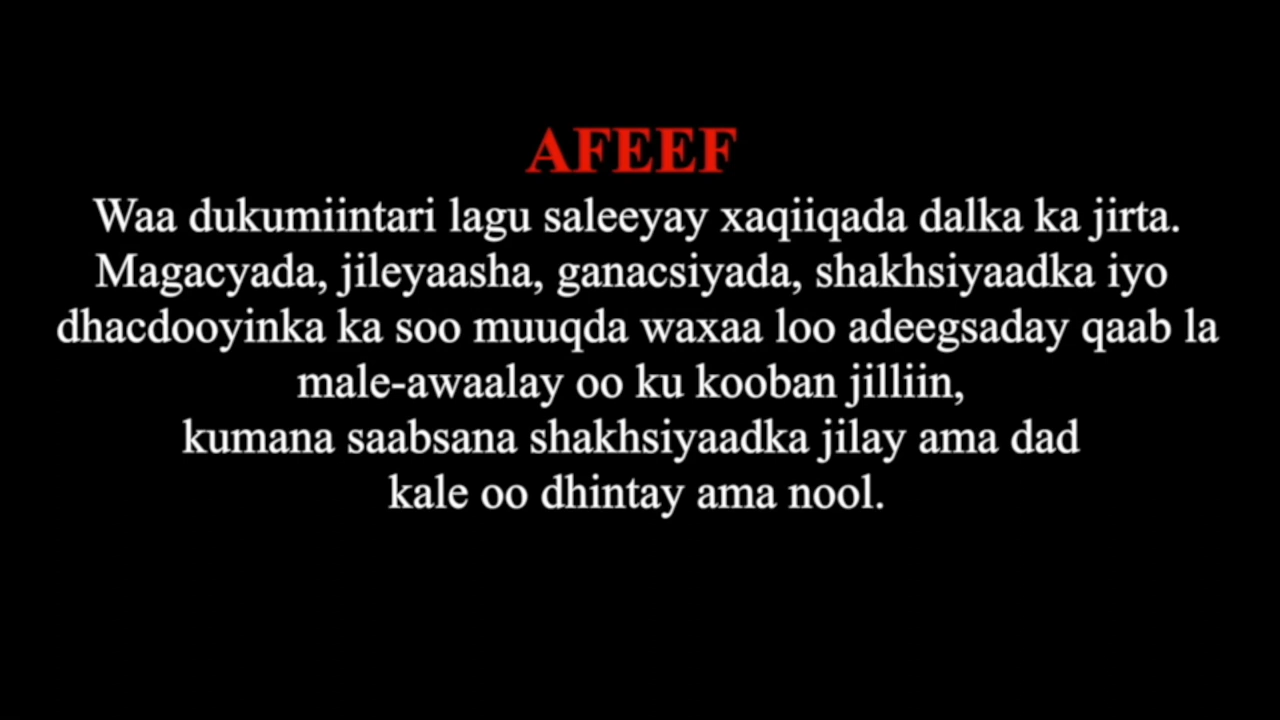 AFEEF
Waa dukumiintari lagu saleeyay xaqiiqada dalka ka jirta.
Magacyada, jileyaasha, ganacsiyada, shakhsiyaadka iyo
dhacdooyinka ka soo muuqda waxaa loo adeegsaday qaab la
male-awaalay oo ku kooban jilliin,
kumana saabsana shakhsiyaadka jilay ama dad
kale oo dhintay ama nool.